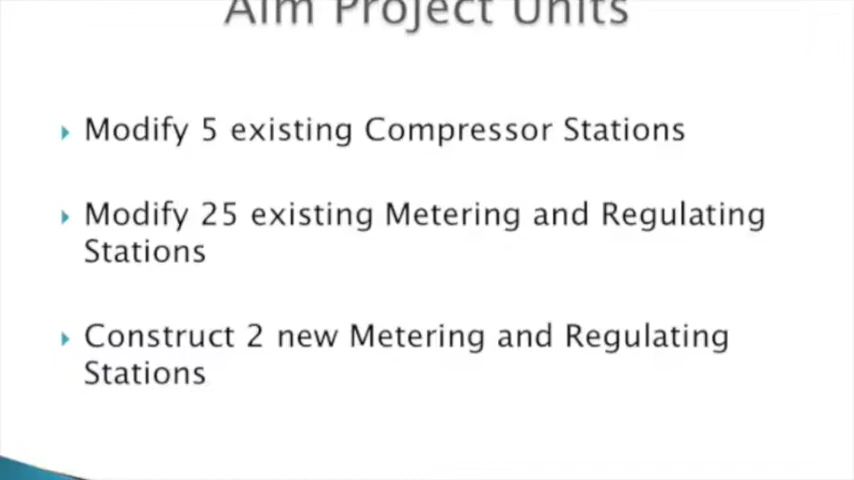 Aim Project Units
Modify 5 existing Compressor Stations
Modify 25 existing Metering and Regulating
Stations
Construct 2 new Metering and Regulating
Stations